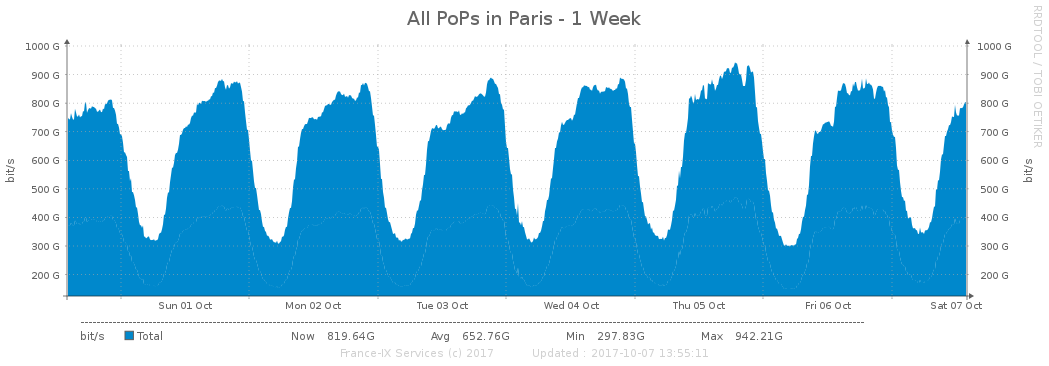 All PoPs in Paris - 1 Week
RRDTOOL / TOBI OETIKER
1000 G 1000 G
900 G 900 G
800 G 800 G
700 G 700 G
600 G 600 G
500 G 500 G
400 G 400 G
300 G 300 G
200 G 200 G
bit/s bit/s
Sun 01 Oct Mon 02 Oct Tue 03 Oct Wed 04 Oct Thu 05 Oct Fri 06 Oct Sat 07 Oct
bit/s Total Now 819.64G Avg 652.76G Min 297.83G Max 942.21G
France-IX Services (c) 2017 Updated : 2017-10-07 13:55:11